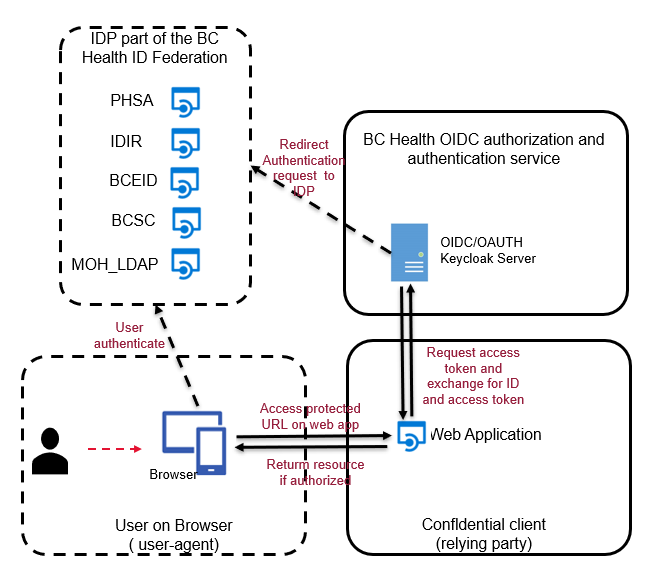 IDP part of the BC
Health ID Federation
PHSA
IDIR
BCEID
BCSC
MOH_LDAP
Redirect
Authentication
request to
IDP
BC Health OIDC authorization and
authentication service
OIDC/OAUTH
Keycloak Server
User
authenticate
Request access
token and
exchange for ID
and access token
Access protected
URL on web app
Return resource
if authorized
Web Application
Browser
User on Browser
( user-agent)
Confldential client
(relying party)